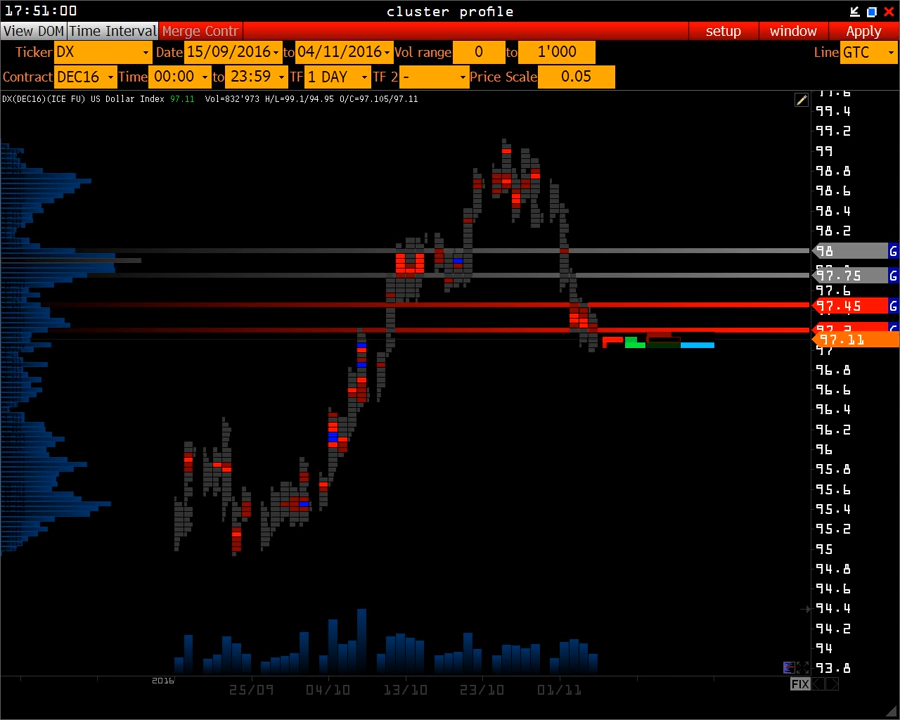 17:51:00 cluster profile
View DOM Time Interval Merge Contr setup window Apply
Ticker DX Date 15/09/2016 to 04/11/2016 Vol range 0 to 1'000 Line GTC
Contract DEC16 Time 00:00 to 23:59 TF 1 DAY TF 2 - Price Scale 0.05
DX(DEC16)(ICE FU) US Dollar Index 97.11 Vol=832'973 H/L=99.1/94.95 O/C=97.105/97.11
99.4
99.2
99
98.8
98.6
98.4
98.2
98 G
97.75 G
97.6
97.45 G
97.11
97
96.8
96.6
96.4
96.2
96
95.8
95.6
95.4
95.2
95
94.8
94.6
94.4
94.2
94
93.8
2016
25/09 04/10 13/10 23/10 01/11
FIX